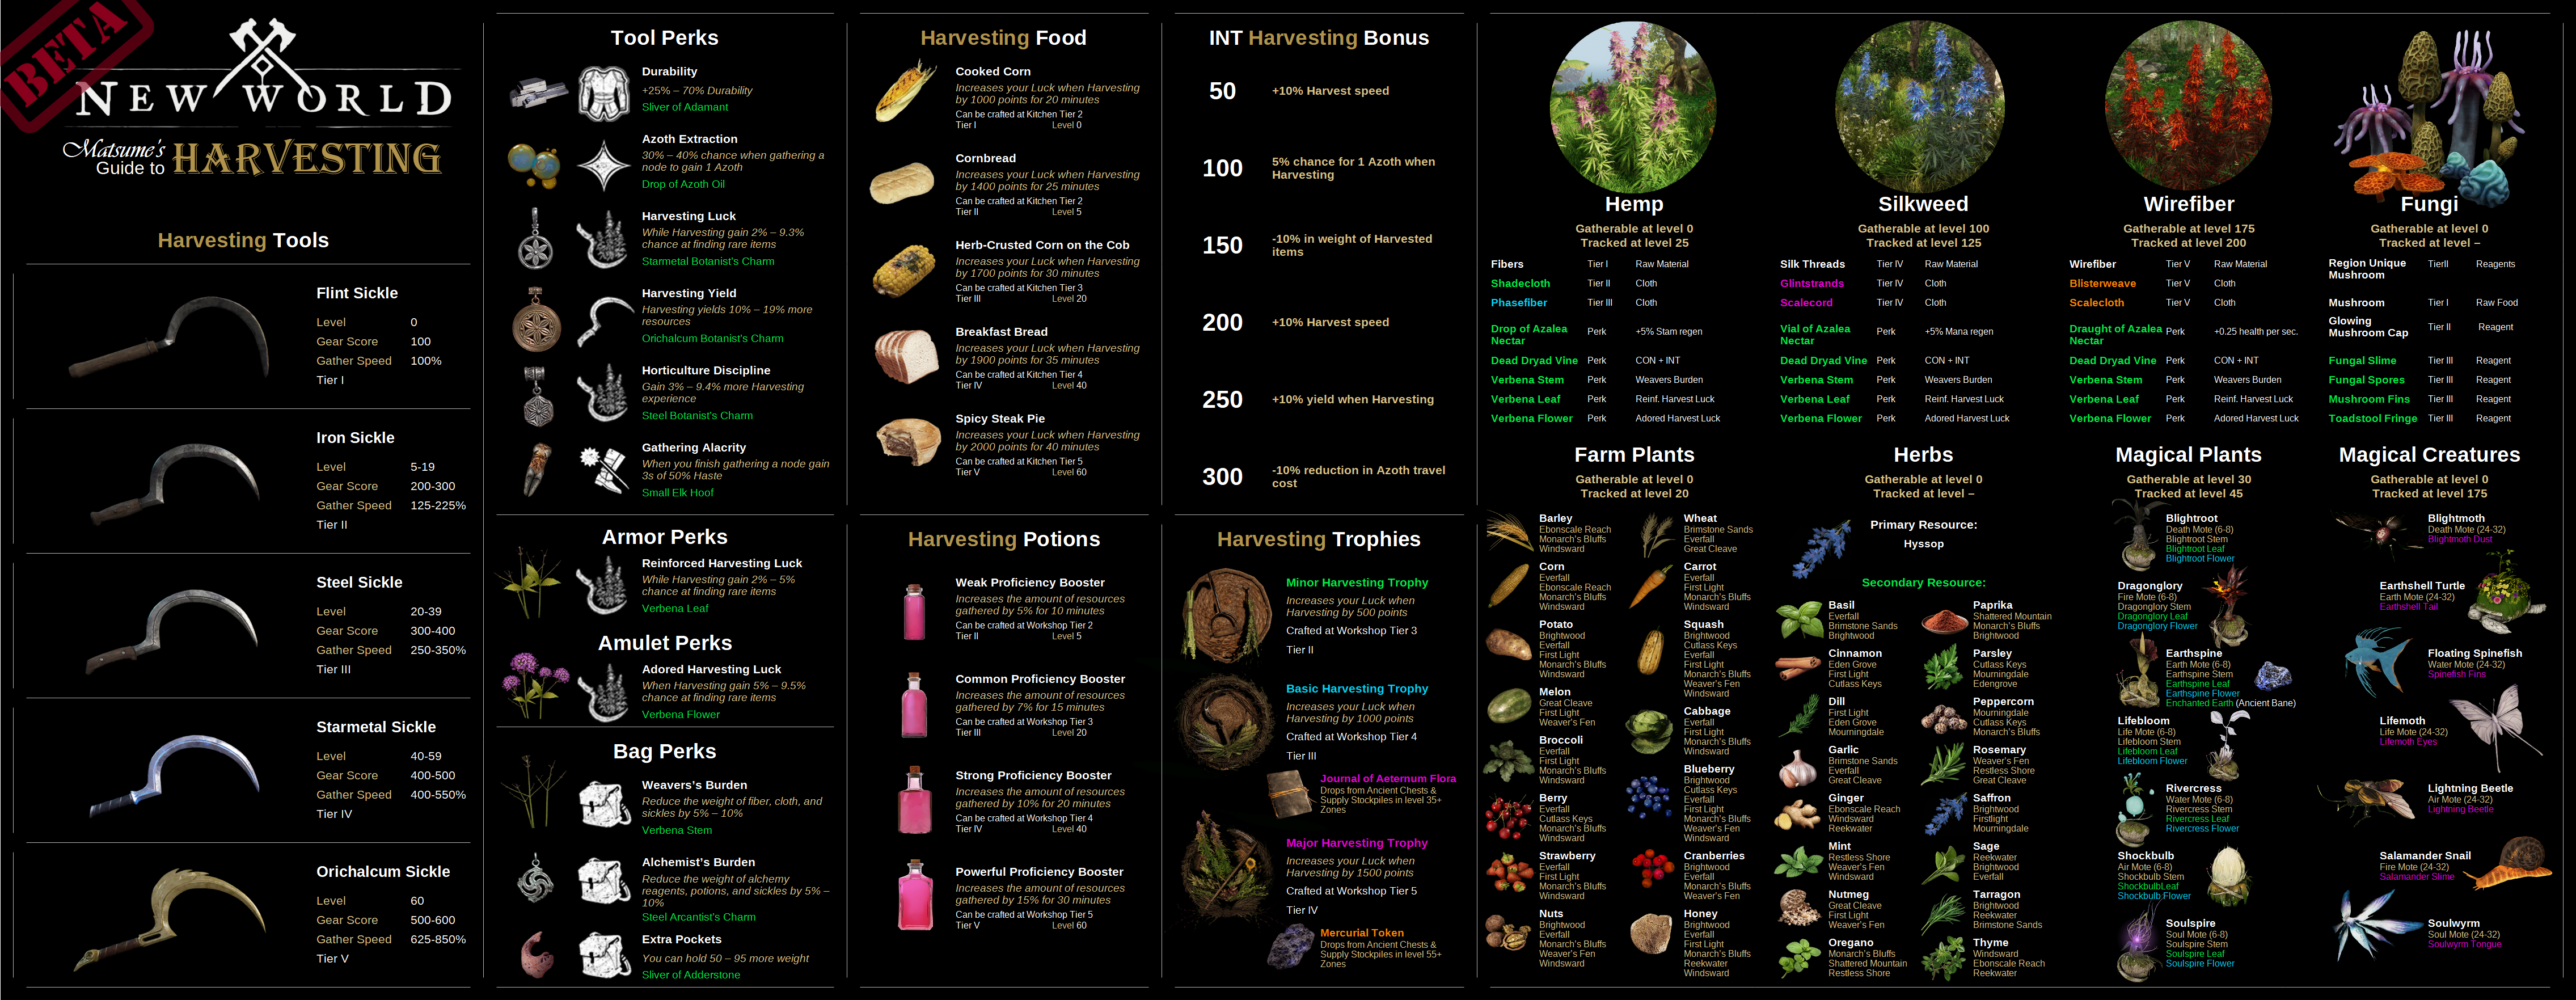 BETA
NEW WORLD
Matsume's
Guide to HARVESTING
Harvesting Tools
Flint Sickle
Level 0
Gear Score 100
Gather Speed 100%
Tier I
Iron Sickle
Level 5-19
Gear Score 200-300
Gather Speed 125-225%
Tier II
Steel Sickle
Level 20-39
Gear Score 300-400
Gather Speed 250-350%
Tier III
Starmetal Sickle
Level 40-59
Gear Score 400-500
Gather Speed 400-550%
Tier IV
Orichalcum Sickle
Level 60
Gear Score 500-600
Gather Speed 625-850%
Tier V
Tool Perks
Durability
+25% – 70% Durability
Sliver of Adamant
Azoth Extraction
30% – 40% chance when gathering a
node to gain 1 Azoth
Drop of Azoth Oil
Harvesting Luck
While Harvesting gain 2% – 9.3%
chance at finding rare items
Starmetal Botanist's Charm
Harvesting Yield
Harvesting yields 10% – 19% more
resources
Orichalcum Botanist's Charm
Horticulture Discipline
Gain 3% – 9.4% more Harvesting
experience
Steel Botanist's Charm
Gathering Alacrity
When you finish gathering a node gain
3s of 50% Haste
Small Elk Hoof
Armor Perks
Reinforced Harvesting Luck
While Harvesting gain 2% – 5%
chance at finding rare items
Verbena Leaf
Amulet Perks
Adored Harvesting Luck
When Harvesting gain 5% – 9.5%
chance at finding rare items
Verbena Flower
Bag Perks
Weavers's Burden
Reduce the weight of fiber, cloth, and
sickles by 5% – 10%
Verbena Stem
Alchemist's Burden
Reduce the weight of alchemy
reagents, potions, and sickles by 5% –
10%
Steel Arcantist's Charm
Extra Pockets
You can hold 50 – 95 more weight
Sliver of Adderstone
Harvesting Food
Cooked Corn
Increases your Luck when Harvesting
by 1000 points for 20 minutes
Can be crafted at Kitchen Tier 2
Tier I Level 0
Cornbread
Increases your Luck when Harvesting
by 1400 points for 25 minutes
Can be crafted at Kitchen Tier 2
Tier II Level 5
Herb-Crusted Corn on the Cob
Increases your Luck when Harvesting
by 1700 points for 30 minutes
Can be crafted at Kitchen Tier 3
Tier III Level 20
Breakfast Bread
Increases your Luck when Harvesting
by 1900 points for 35 minutes
Can be crafted at Kitchen Tier 4
Tier IV Level 40
Spicy Steak Pie
Increases your Luck when Harvesting
by 2000 points for 40 minutes
Can be crafted at Kitchen Tier 5
Tier V Level 60
Harvesting Potions
Weak Proficiency Booster
Increases the amount of resources
gathered by 5% for 10 minutes
Can be crafted at Workshop Tier 2
Tier II Level 5
Common Proficiency Booster
Increases the amount of resources
gathered by 7% for 15 minutes
Can be crafted at Workshop Tier 3
Tier III Level 20
Strong Proficiency Booster
Increases the amount of resources
gathered by 10% for 20 minutes
Can be crafted at Workshop Tier 4
Tier IV Level 40
Powerful Proficiency Booster
Increases the amount of resources
gathered by 15% for 30 minutes
Can be crafted at Workshop Tier 5
Tier V Level 60
INT Harvesting Bonus
50 +10% Harvest speed
100 5% chance for 1 Azoth when
Harvesting
150 -10% in weight of Harvested
items
200 +10% Harvest speed
250 +10% yield when Harvesting
300 -10% reduction in Azoth travel
cost
Harvesting Trophies
Minor Harvesting Trophy
Increases your Luck when
Harvesting by 500 points
Crafted at Workshop Tier 3
Tier II
Basic Harvesting Trophy
Increases your Luck when
Harvesting by 1000 points
Crafted at Workshop Tier 4
Tier III
Journal of Aeternum Flora
Drops from Ancient Chests &
Supply Stockpiles in level 35+
Zones
Major Harvesting Trophy
Increases your Luck when
Harvesting by 1500 points
Crafted at Workshop Tier 5
Tier IV
Mercurial Token
Drops from Ancient Chests &
Supply Stockpiles in level 55+
Zones
Hemp
Gatherable at level 0
Tracked at level 25
Fibers Tier I Raw Material
Shadecloth Tier II Cloth
Phasefiber Tier III Cloth
Drop of Azalea
Nectar Perk +5% Stam regen
Dead Dryad Vine Perk CON + INT
Verbena Stem Perk Weavers Burden
Verbena Leaf Perk Reinf. Harvest Luck
Verbena Flower Perk Adored Harvest Luck
Silkweed
Gatherable at level 100
Tracked at level 125
Silk Threads Tier IV Raw Material
Glintstrands Tier IV Cloth
Scalecord Tier IV Cloth
Vial of Azalea
Nectar Perk +5% Mana regen
Dead Dryad Vine Perk CON + INT
Verbena Stem Perk Weavers Burden
Verbena Leaf Perk Reinf. Harvest Luck
Verbena Flower Perk Adored Harvest Luck
Wirefiber
Gatherable at level 175
Tracked at level 200
Wirefiber Tier V Raw Material
Blisterweave Tier V Cloth
Scalecloth Tier V Cloth
Draught of Azalea
Nectar Perk +0.25 health per sec.
Dead Dryad Vine Perk CON + INT
Verbena Stem Perk Weavers Burden
Verbena Leaf Perk Reinf. Harvest Luck
Verbena Flower Perk Adored Harvest Luck
Fungi
Gatherable at level 0
Tracked at level –
Region Unique
Mushroom TierII Reagents
Mushroom Tier I Raw Food
Glowing
Mushroom Cap Tier II Reagent
Fungal Slime Tier III Reagent
Fungal Spores Tier III Reagent
Mushroom Fins Tier III Reagent
Toadstool Fringe Tier III Reagent
Farm Plants
Gatherable at level 0
Tracked at level 20
Barley
Ebonscale Reach
Monarch's Bluffs
Windsward
Corn
Everfall
Ebonscale Reach
Monarch's Bluffs
Windsward
Potato
Brightwood
Everfall
First Light
Monarch's Bluffs
Windsward
Melon
Great Cleave
First Light
Weaver's Fen
Broccoli
Everfall
First Light
Monarch's Bluffs
Windsward
Berry
Everfall
Cutlass Keys
Monarch's Bluffs
Windsward
Strawberry
Everfall
First Light
Monarch's Bluffs
Windsward
Nuts
Brightwood
Everfall
Monarch's Bluffs
Weaver's Fen
Windsward
Wheat
Brimstone Sands
Everfall
Great Cleave
Carrot
Everfall
First Light
Monarch's Bluffs
Windsward
Squash
Brightwood
Cutlass Keys
Everfall
First Light
Monarch's Bluffs
Weaver's Fen
Windsward
Cabbage
Everfall
First Light
Monarch's Bluffs
Windsward
Blueberry
Brightwood
Cutlass Keys
Everfall
First Light
Monarch's Bluffs
Weaver's Fen
Windsward
Cranberries
Brightwood
Everfall
Monarch's Bluffs
Weaver's Fen
Honey
Brightwood
Everfall
First Light
Monarch's Bluffs
Reekwater
Windsward
Herbs
Gatherable at level 0
Tracked at level –
Primary Resource:
Hyssop
Secondary Resource:
Basil
Everfall
Brimstone Sands
Brightwood
Cinnamon
Eden Grove
First Light
Cutlass Keys
Dill
First Light
Eden Grove
Mourningdale
Garlic
Brimstone Sands
Everfall
Great Cleave
Ginger
Ebonscale Reach
Windsward
Reekwater
Mint
Restless Shore
Weaver's Fen
Windsward
Nutmeg
Great Cleave
First Light
Weaver's Fen
Oregano
Monarch's Bluffs
Shattered Mountain
Restless Shore
Paprika
Shattered Mountain
Monarch's Bluffs
Brightwood
Parsley
Cutlass Keys
Mourningdale
Edengrove
Peppercorn
Mourningdale
Cutlass Keys
Monarch's Bluffs
Rosemary
Weaver's Fen
Restless Shore
Great Cleave
Saffron
Brightwood
Firstlight
Mourningdale
Sage
Reekwater
Brightwood
Everfall
Tarragon
Brightwood
Reekwater
Brimstone Sands
Thyme
Windsward
Ebonscale Reach
Reekwater
Magical Plants
Gatherable at level 30
Tracked at level 45
Blightroot
Death Mote (6-8)
Blightroot Stem
Blightroot Leaf
Blightroot Flower
Dragonglory
Fire Mote (6-8)
Dragonglory Stem
Dragonglory Leaf
Dragonglory Flower
Earthspine
Earth Mote (6-8)
Earthspine Stem
Earthspine Leaf
Earthspine Flower
Enchanted Earth (Ancient Bane)
Lifebloom
Life Mote (6-8)
Lifebloom Stem
Lifebloom Leaf
Lifebloom Flower
Rivercress
Water Mote (6-8)
Rivercress Stem
Rivercress Leaf
Rivercress Flower
Shockbulb
Air Mote (6-8)
Shockbulb Stem
ShockbulbLeaf
Shockbulb Flower
Soulspire
Soul Mote (6-8)
Soulspire Stem
Soulspire Leaf
Soulspire Flower
Magical Creatures
Gatherable at level 0
Tracked at level 175
Blightmoth
Death Mote (24-32)
Blightmoth Dust
Earthshell Turtle
Earth Mote (24-32)
Earthshell Tail
Floating Spinefish
Water Mote (24-32)
Spinefish Fins
Lifemoth
Life Mote (24-32)
Lifemoth Eyes
Lightning Beetle
Air Mote (24-32)
Lightning Beetle
Salamander Snail
Fire Mote (24-32)
Salamander Slime
Soulwyrm
Soul Mote (24-32)
Soulwyrm Tongue